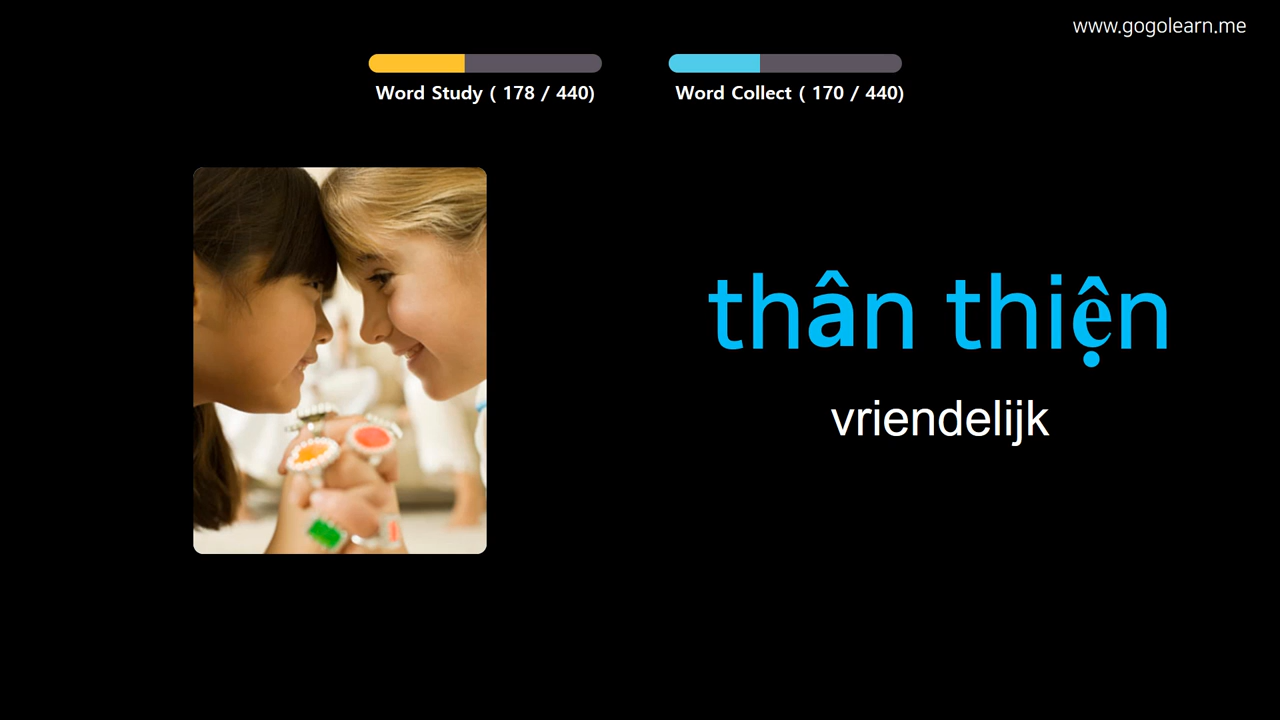 www.gogolearn.me
Word Study ( 178 / 440)
Word Collect ( 170 / 440)
thân thiện
vriendelijk